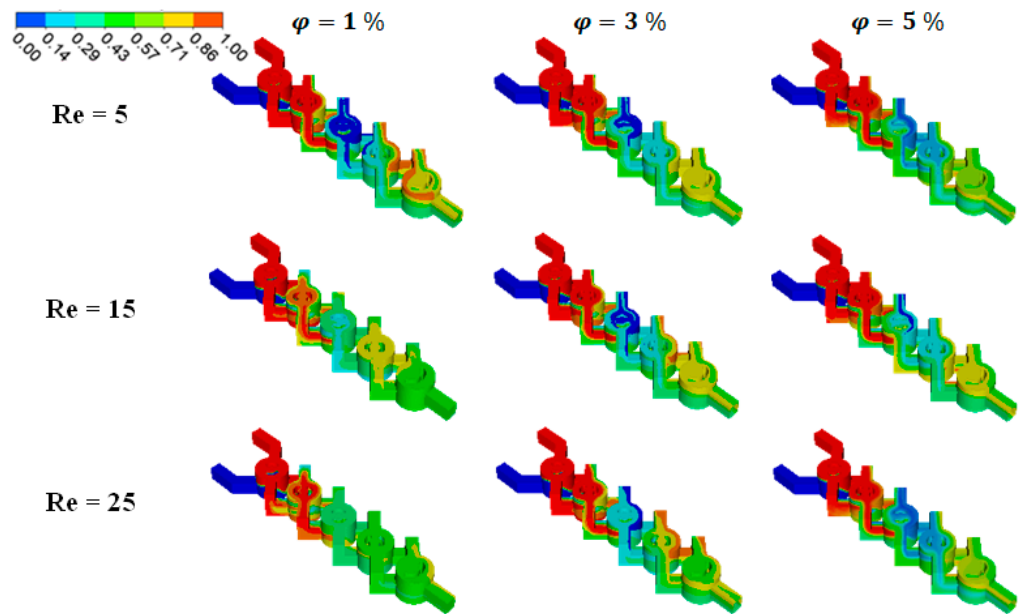 φ = 1 % φ = 3 % φ = 5 %
0.00 0.14 0.29 0.43 0.57 0.71 0.86 1.00
Re = 5
Re = 15
Re = 25